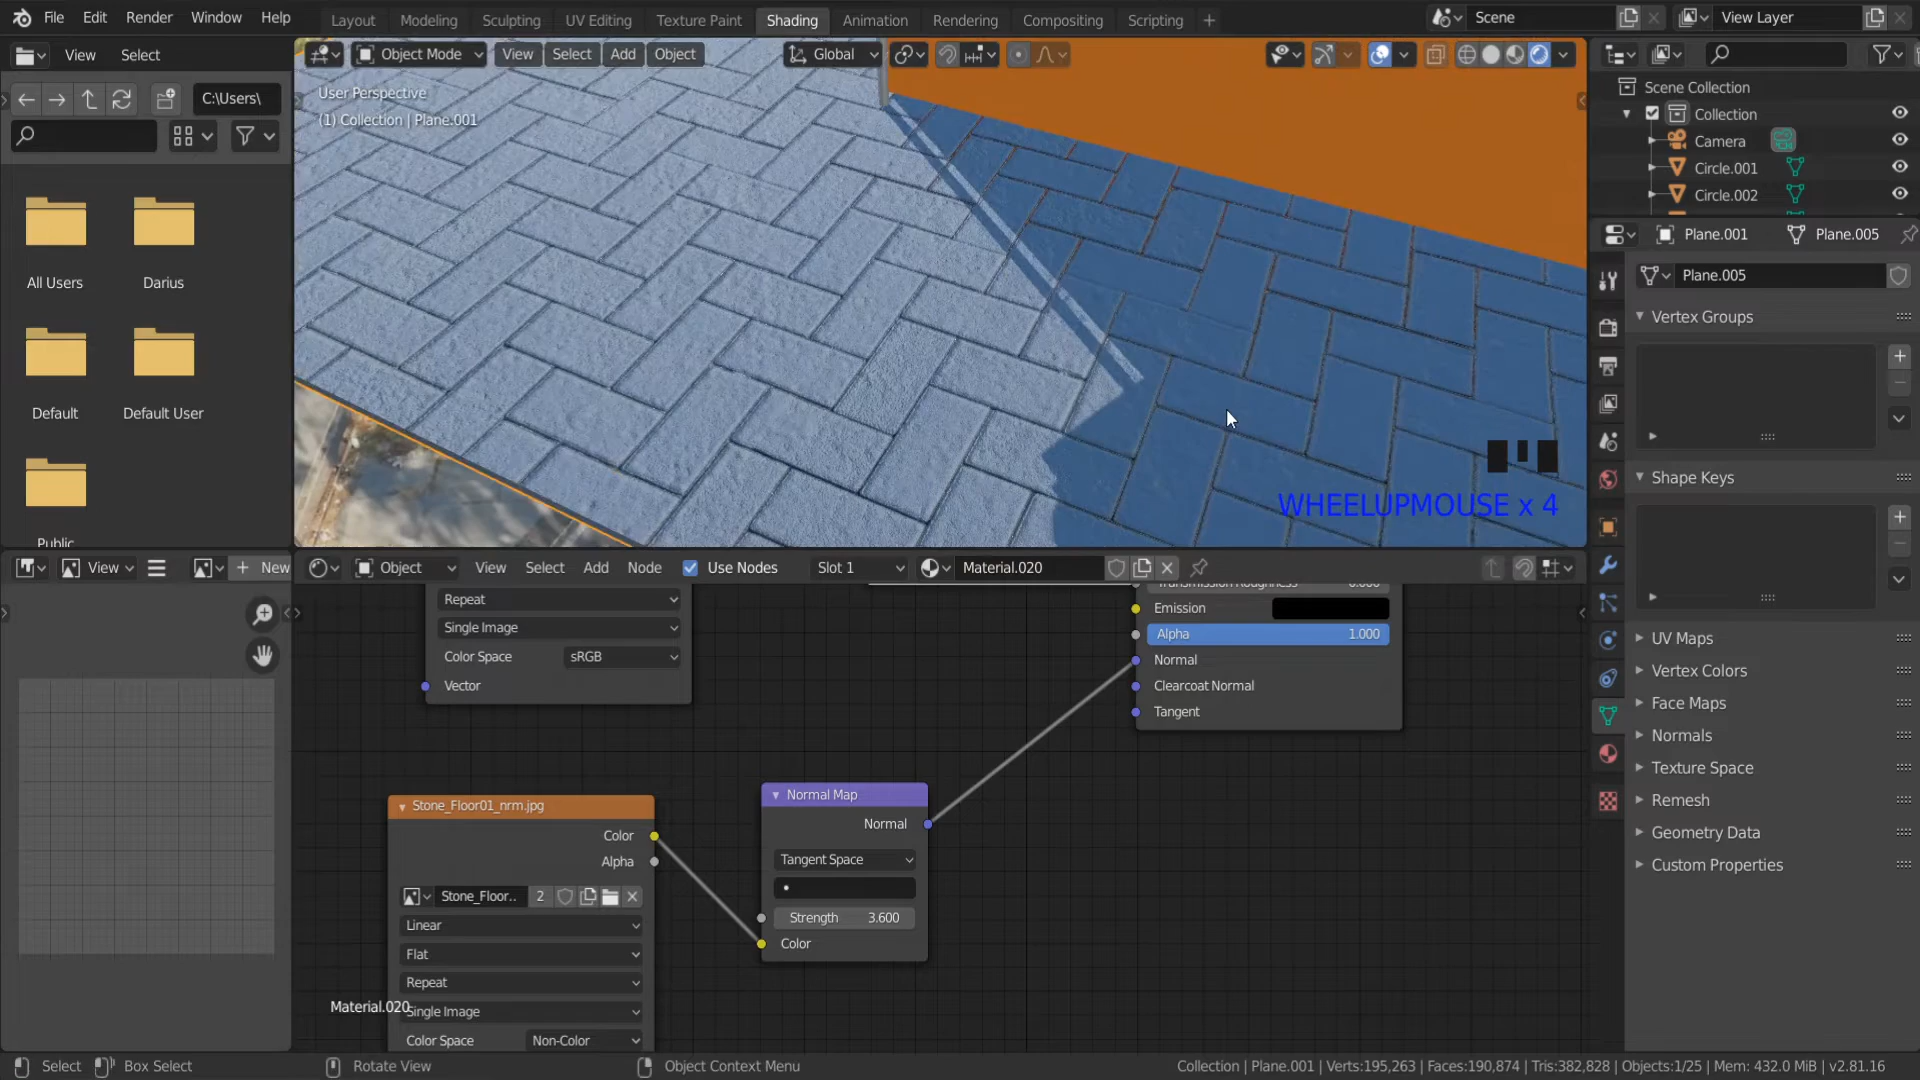 File Edit Render Window Help
Layout Modeling Sculpting UV Editing Texture Paint Shading Animation Rendering Compositing Scripting +
Scene
View Layer
View Select
Object Mode View Select Add Object
Global
C:\Users\
User Perspective
(1) Collection | Plane.001
Scene Collection
Collection
Camera
Circle.001
Circle.002
Plane.001 Plane.005
Plane.005
Vertex Groups
Shape Keys
UV Maps
Vertex Colors
Face Maps
Normals
Texture Space
Remesh
Geometry Data
Custom Properties
All Users
Darius
Default
Default User
Public
WHEELUPMOUSE x 4
View
New
Object View Select Add Node Use Nodes Slot 1 Material.020
Repeat
Single Image
Color Space sRGB
Vector
Transmission Roughness 0.000
Emission
Alpha 1.000
Normal
Clearcoat Normal
Tangent
Stone_Floor01_nrm.jpg
Color
Alpha
Stone_Floor.. 2
Linear
Flat
Repeat
Single Image
Color Space Non-Color
Normal Map
Normal
Tangent Space
Strength 3.600
Color
Material.020
Select Box Select Rotate View Object Context Menu
Collection | Plane.001 | Verts:195,263 | Faces:190,874 | Tris:382,828 | Objects:1/25 | Mem: 432.0 MiB | v2.81.16